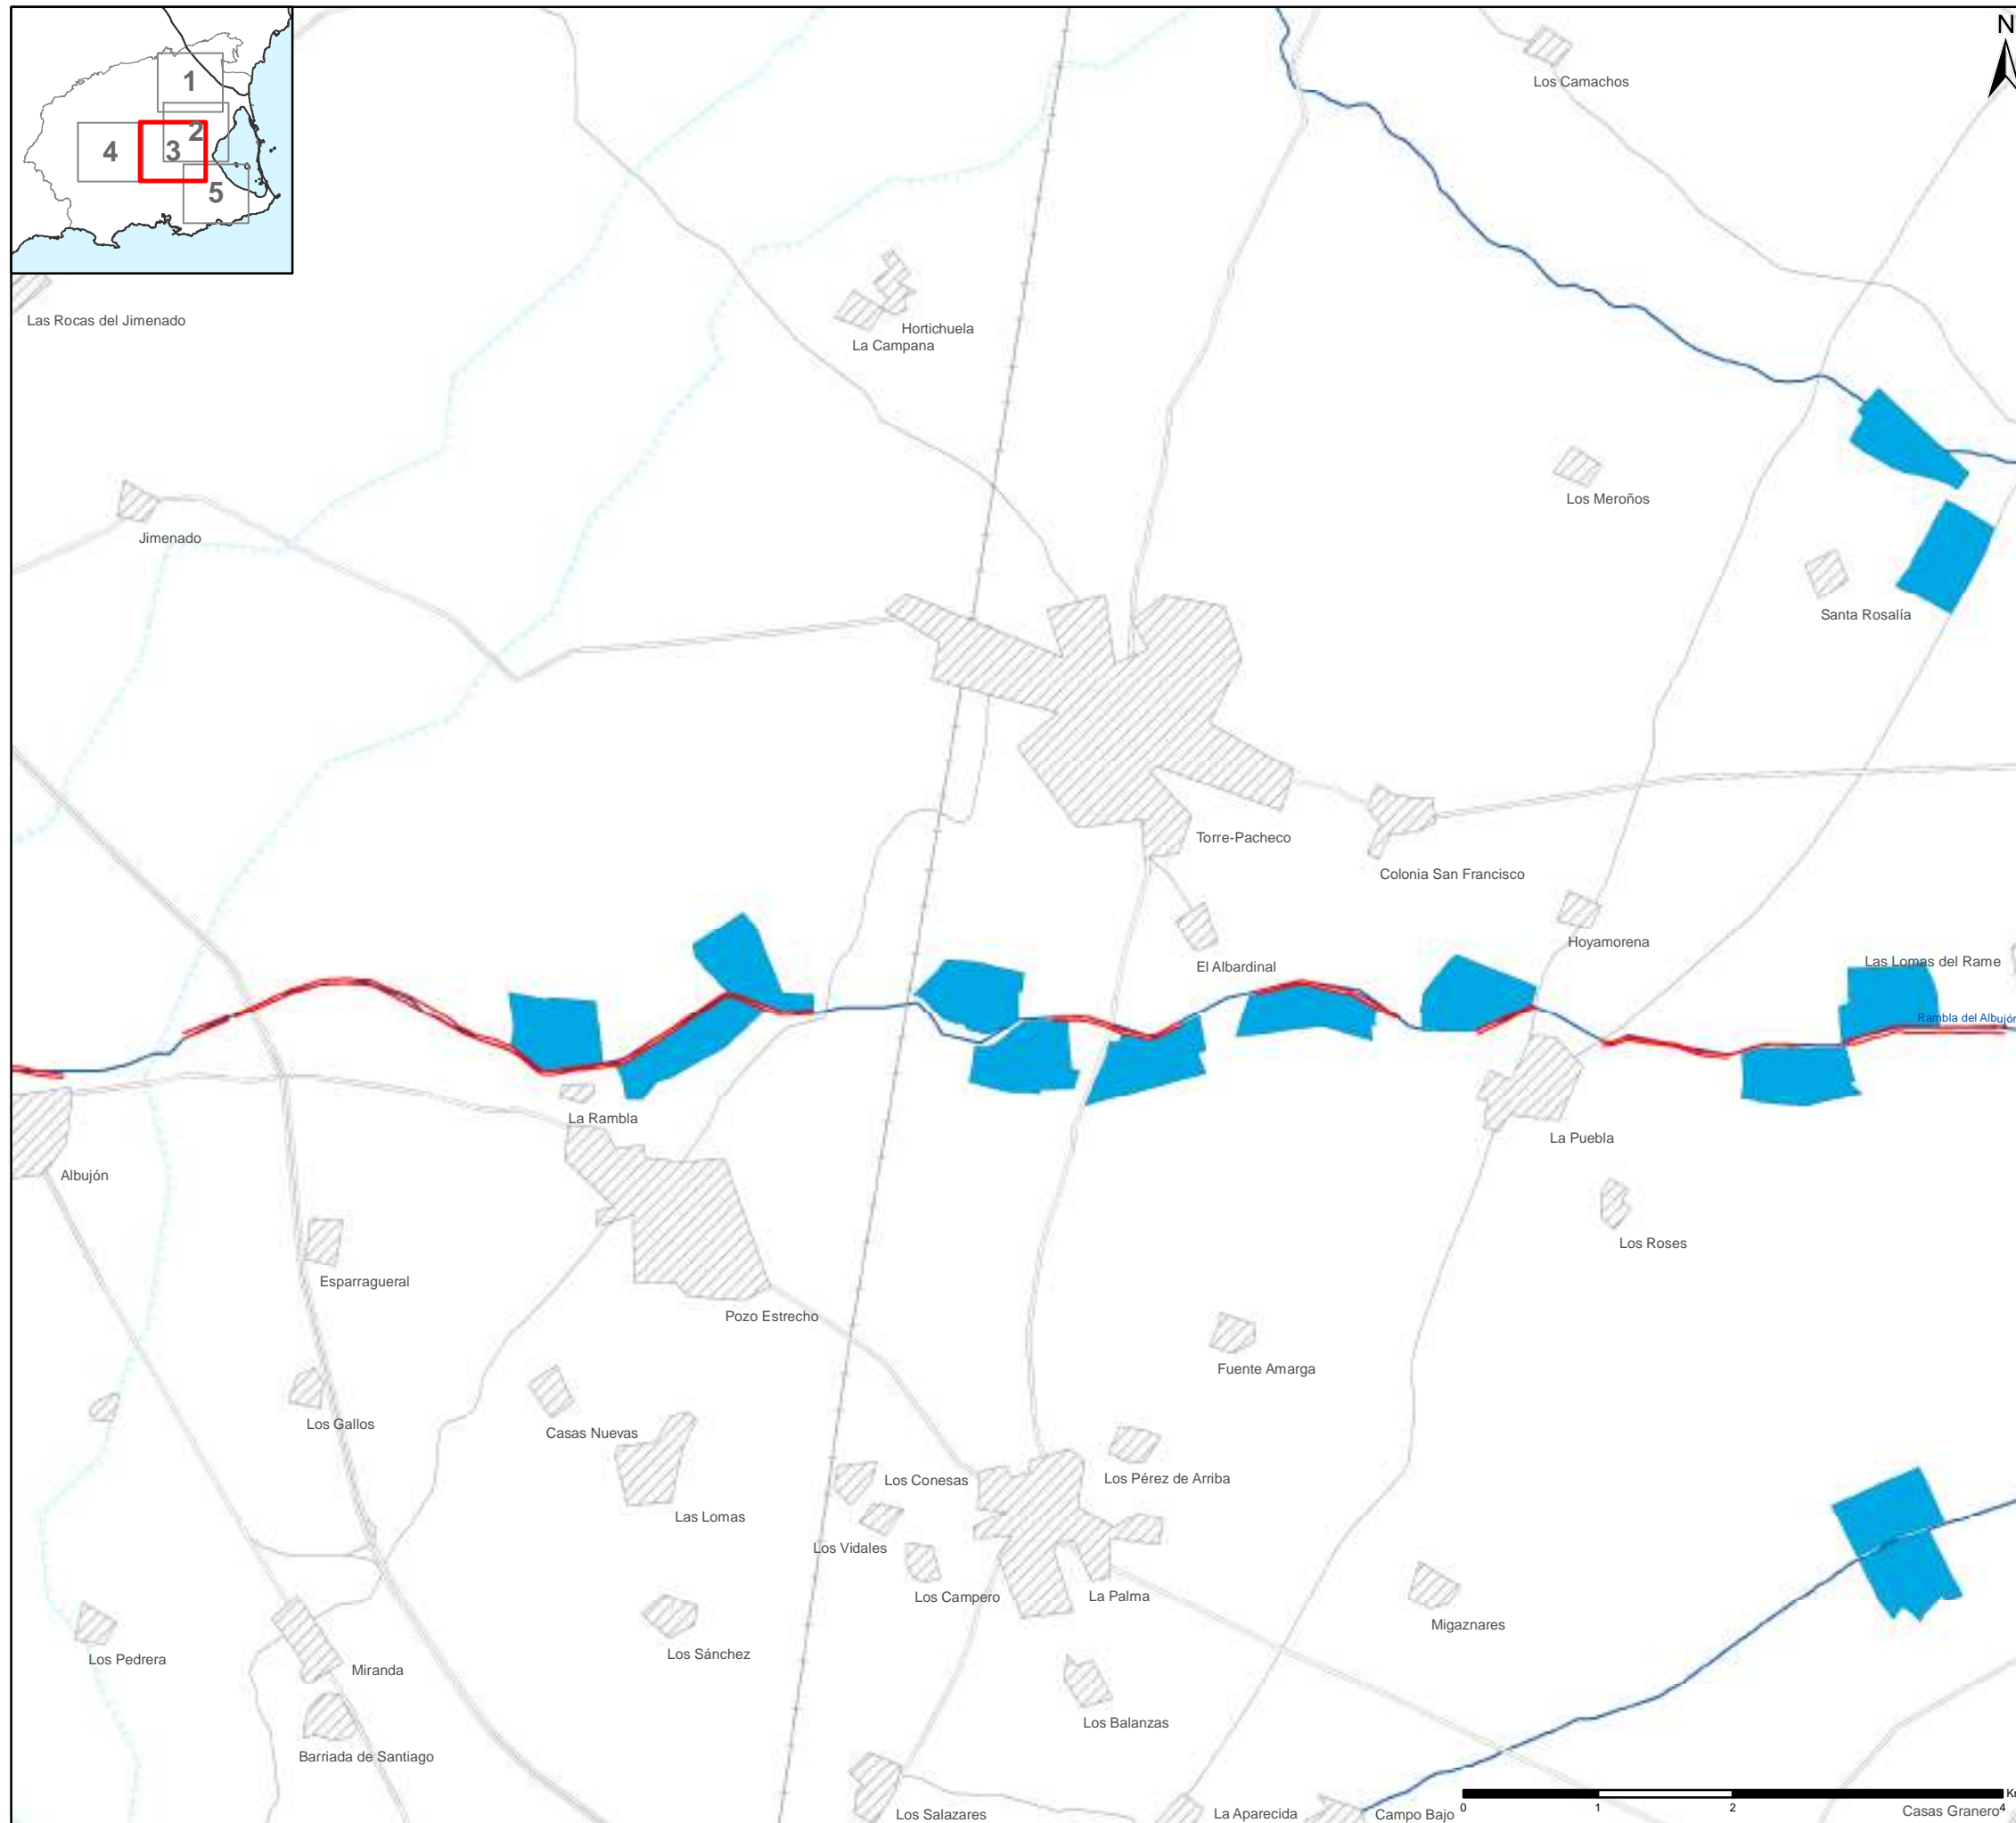 N
1
2
4
3
5
Los Camachos
Las Rocas del Jimenado
Hortichuela
La Campana
Los Meroños
Jimenado
Santa Rosalía
Torre-Pacheco
Colonia San Francisco
Hoyamorena
Las Lomas del Rame
El Albardinal
Rambla del Albujón
La Rambla
La Puebla
Albujón
Los Roses
Esparragueral
Pozo Estrecho
Fuente Amarga
Los Gallos
Casas Nuevas
Los Conesas
Los Pérez de Arriba
Las Lomas
Los Vidales
Los Campero
La Palma
Migaznares
Los Pedrera
Miranda
Los Sánchez
Los Balanzas
Barriada de Santiago
Los Salazares
La Aparecida
Campo Bajo
0 1 2 4
Casas Granero